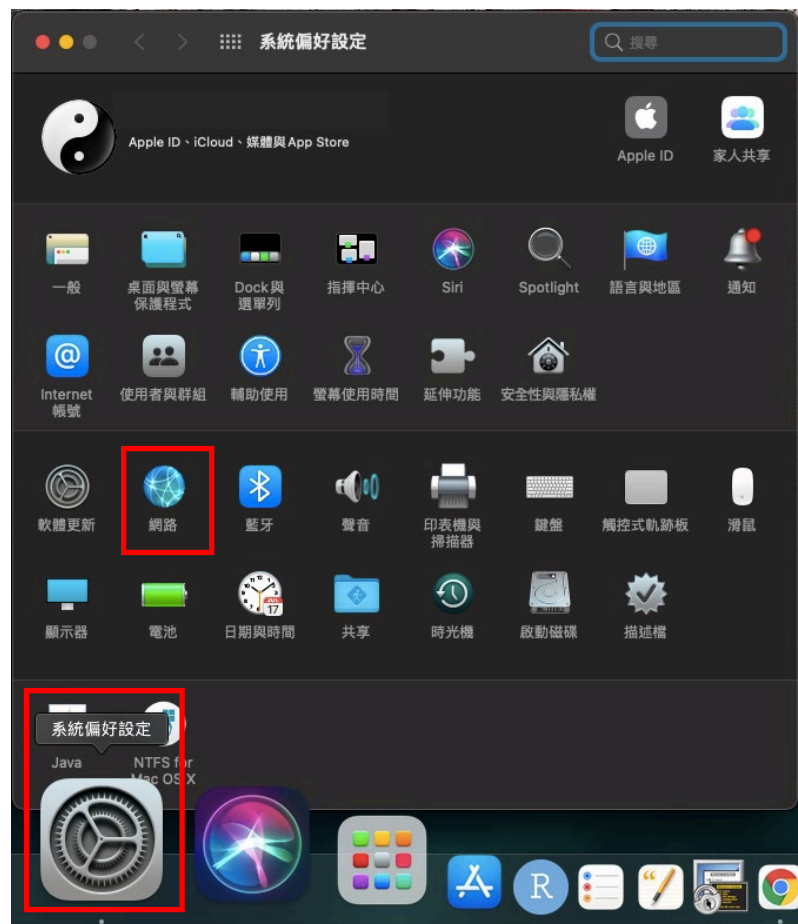 系統偏好設定
搜尋
Apple ID、iCloud、媒體與 App Store
Apple ID
家人共享
一般
桌面與螢幕
保護程式
Dock 與
選單列
指揮中心
Siri
Spotlight
語言與地區
通知
Internet
帳號
使用者與群組
輔助使用
螢幕使用時間
延伸功能
安全性與隱私權
軟體更新
網路
藍牙
聲音
印表機與
掃描器
鍵盤
觸控式軌跡板
滑鼠
顯示器
電池
JUL
17
日期與時間
共享
時光機
啟動磁碟
描述檔
系統偏好設定
Java
NTFS for
Mac OS X
R